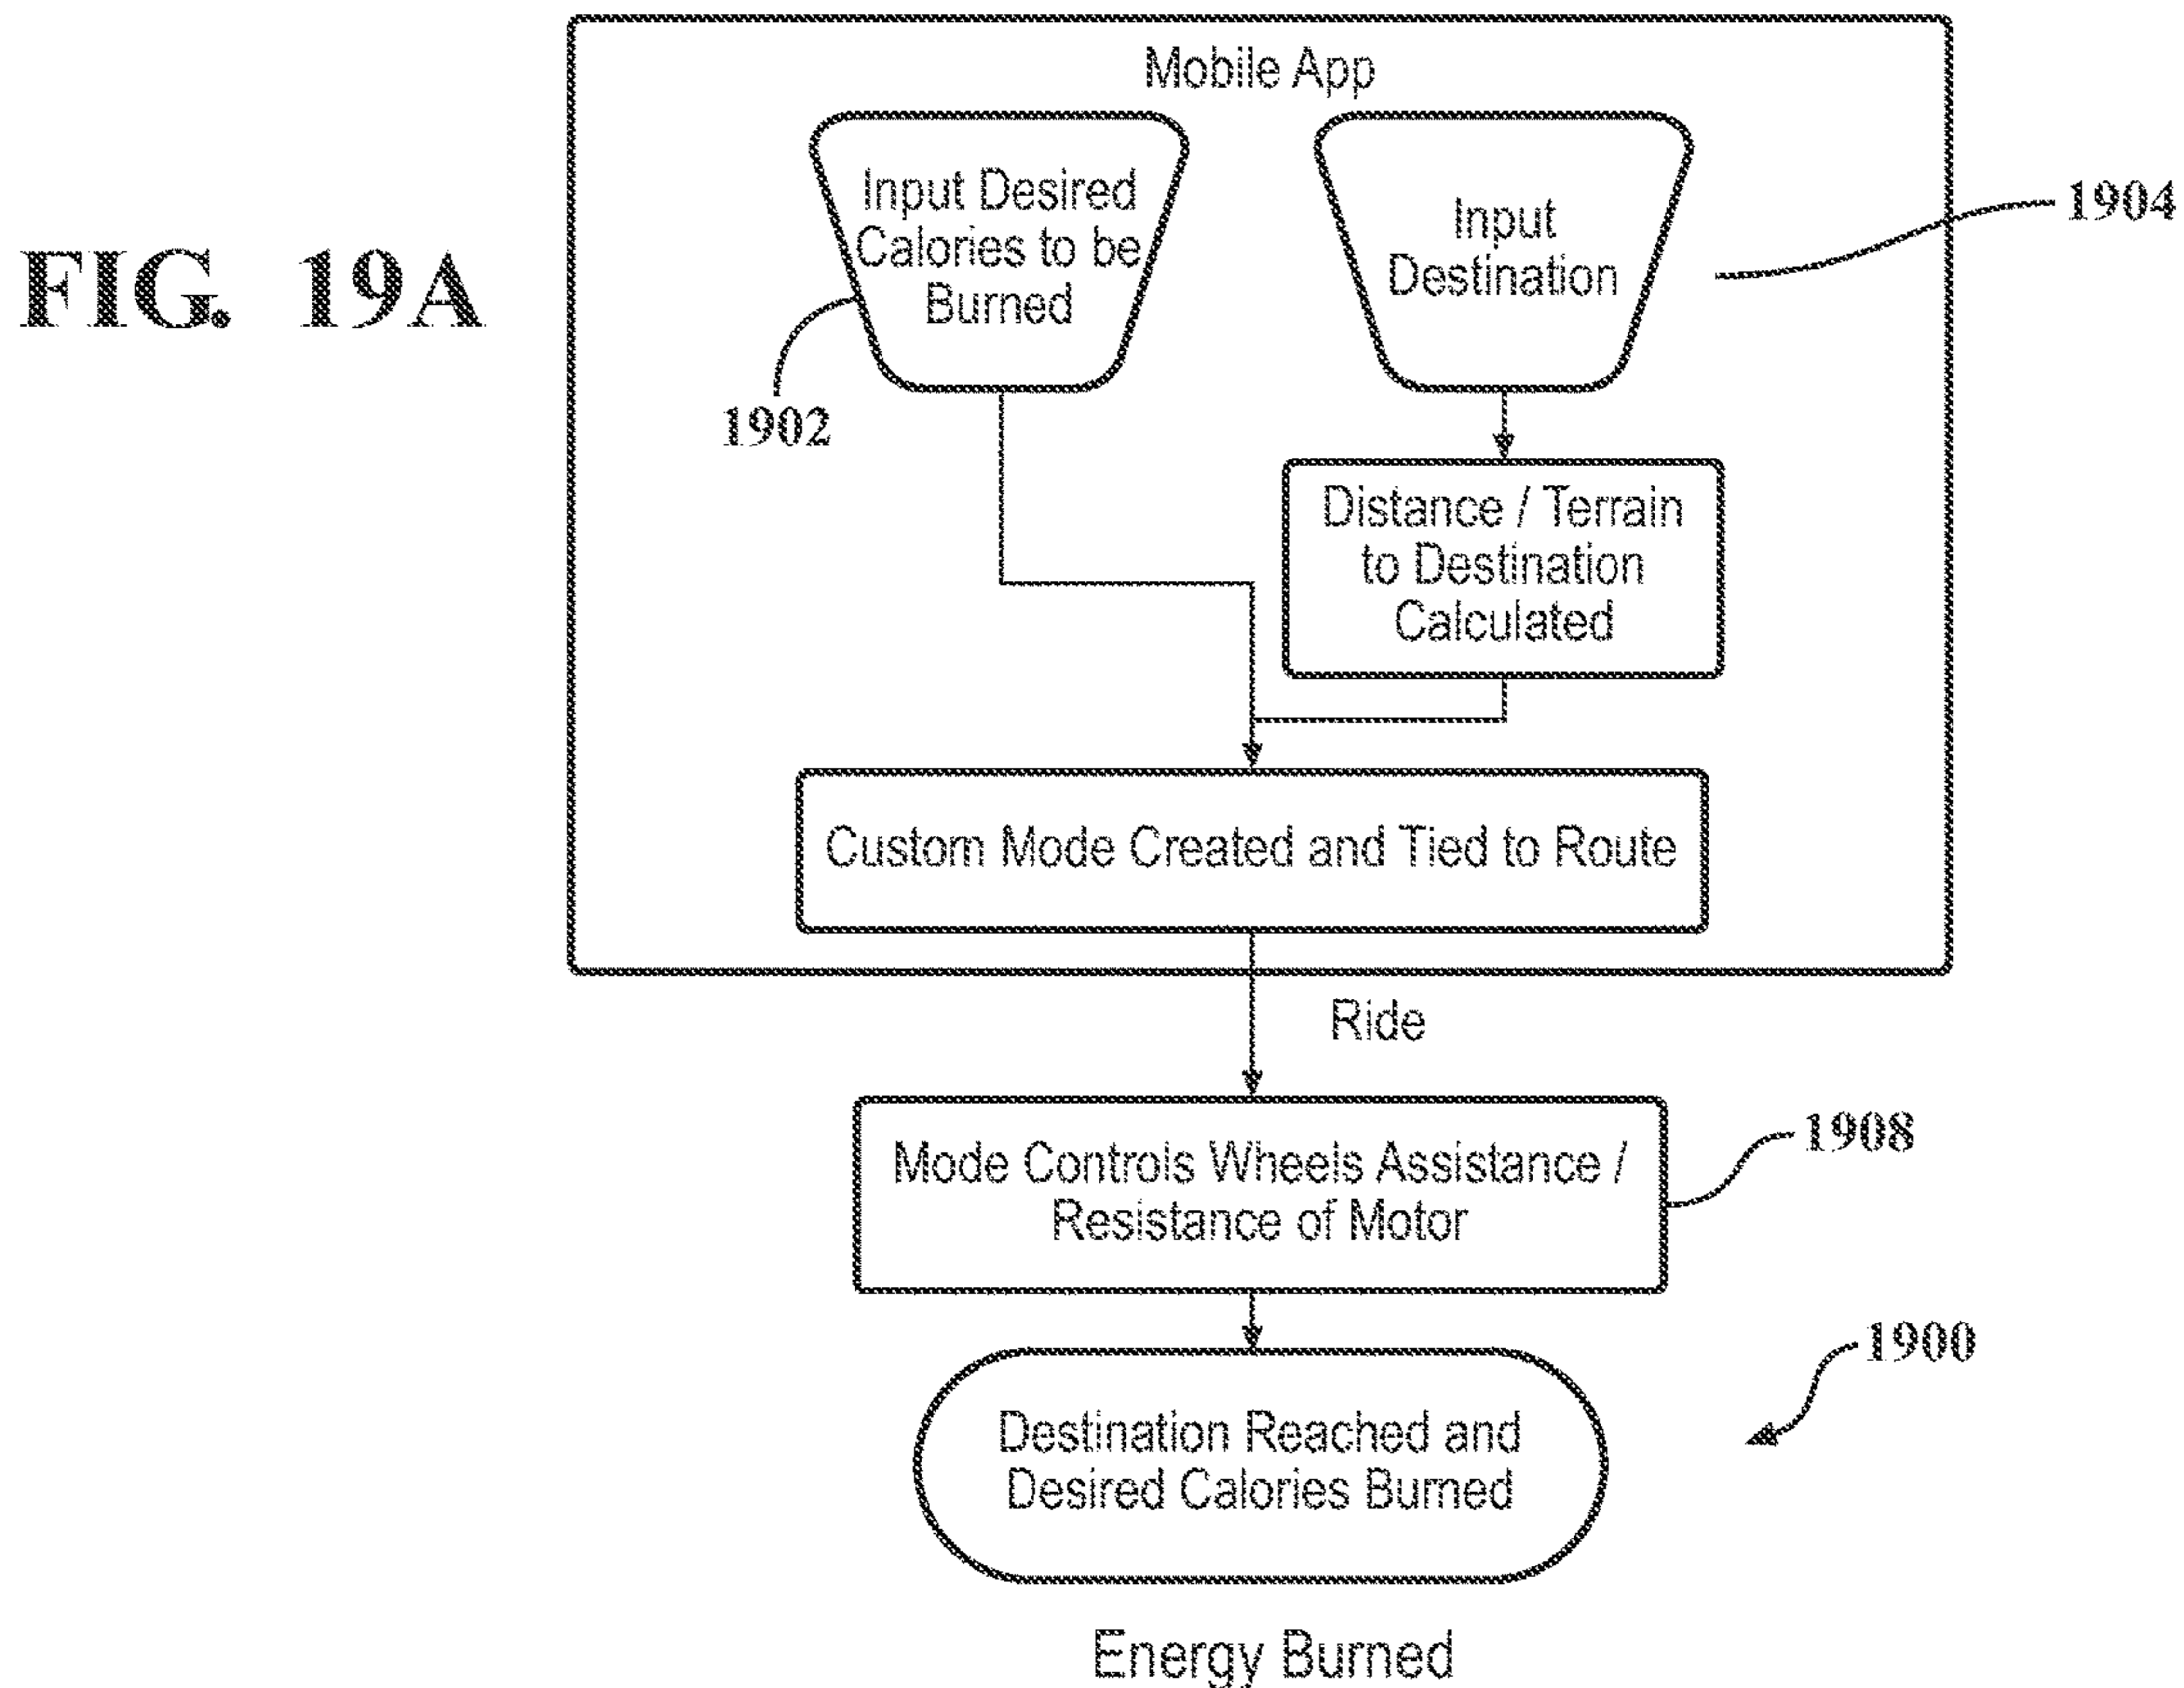 FIG. 19A
Mobile App
Input Desired
Calories to be
Burned
1902
Input
Destination
1904
Distance / Terrain
to Destination
Calculated
Custom Mode Created and Tied to Route
Ride
Mode Controls Wheels Assistance /
Resistance of Motor
1908
Destination Reached and
Desired Calories Burned
1900
Energy Burned